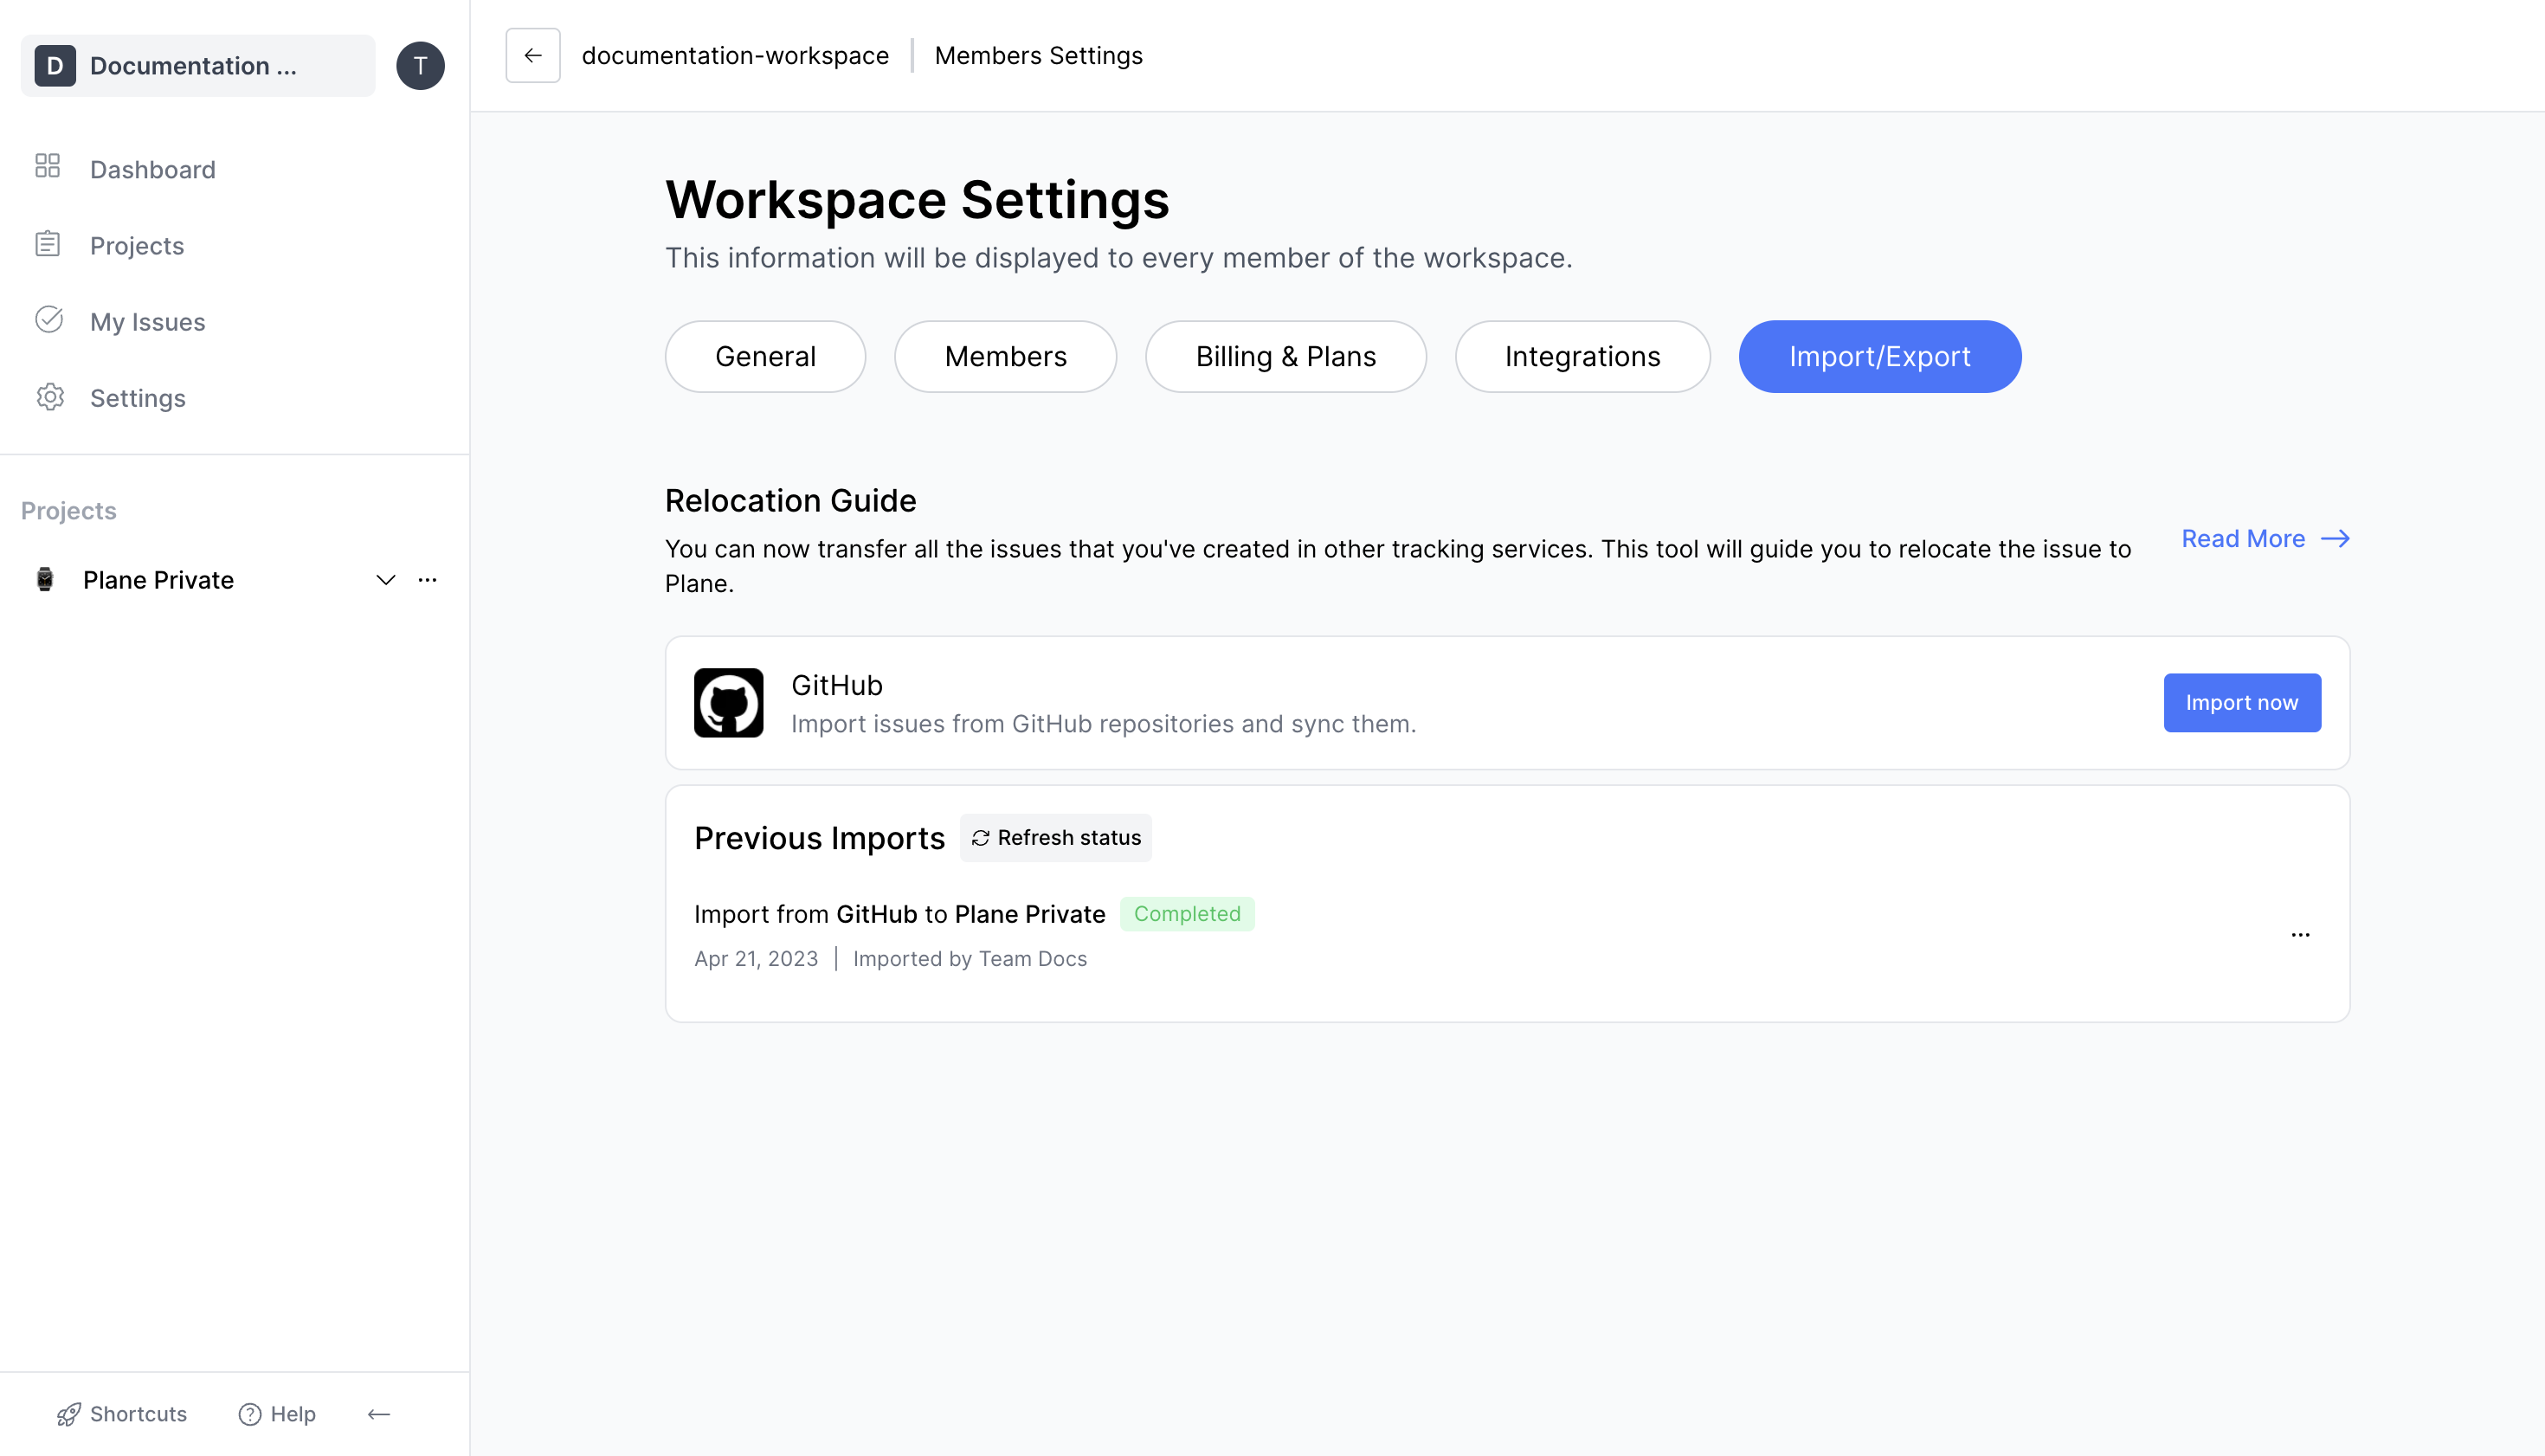 D Documentation ...
T
Dashboard
Projects
My Issues
Settings
Projects
Plane Private
Shortcuts
Help
documentation-workspace
Members Settings
Workspace Settings
This information will be displayed to every member of the workspace.
General
Members
Billing & Plans
Integrations
Import/Export
Relocation Guide
You can now transfer all the issues that you've created in other tracking services. This tool will guide you to relocate the issue to
Plane.
Read More
GitHub
Import issues from GitHub repositories and sync them.
Import now
Previous Imports
Refresh status
Import from GitHub to Plane Private
Completed
Apr 21, 2023
Imported by Team Docs